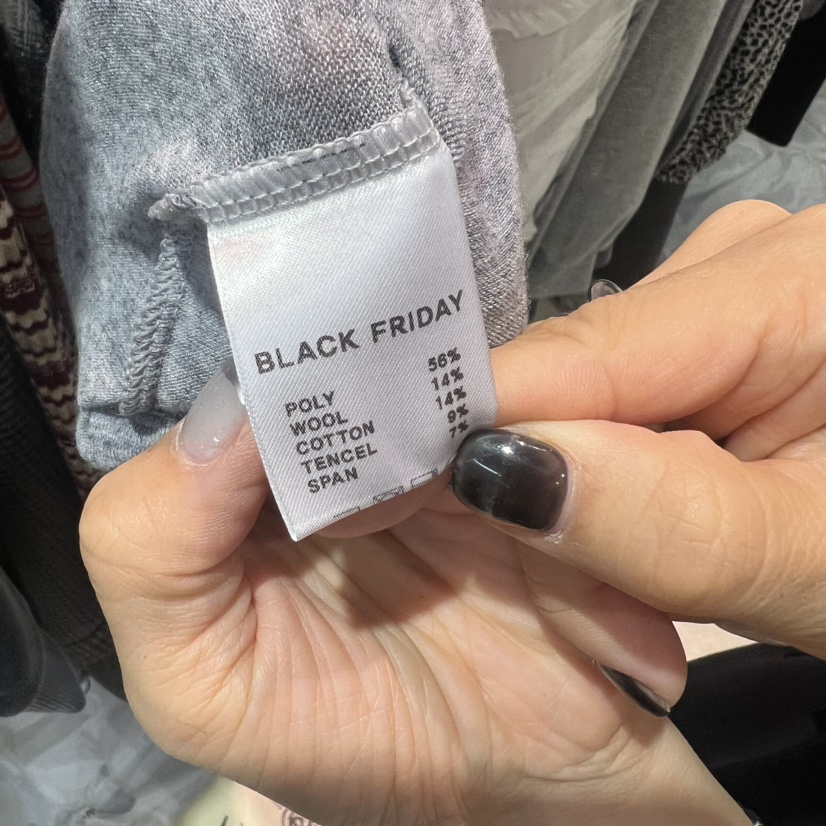 BLACK FRIDAY
POLY 56%
WOOL 14%
COTTON 14%
TENCEL 9%
SPAN 7%